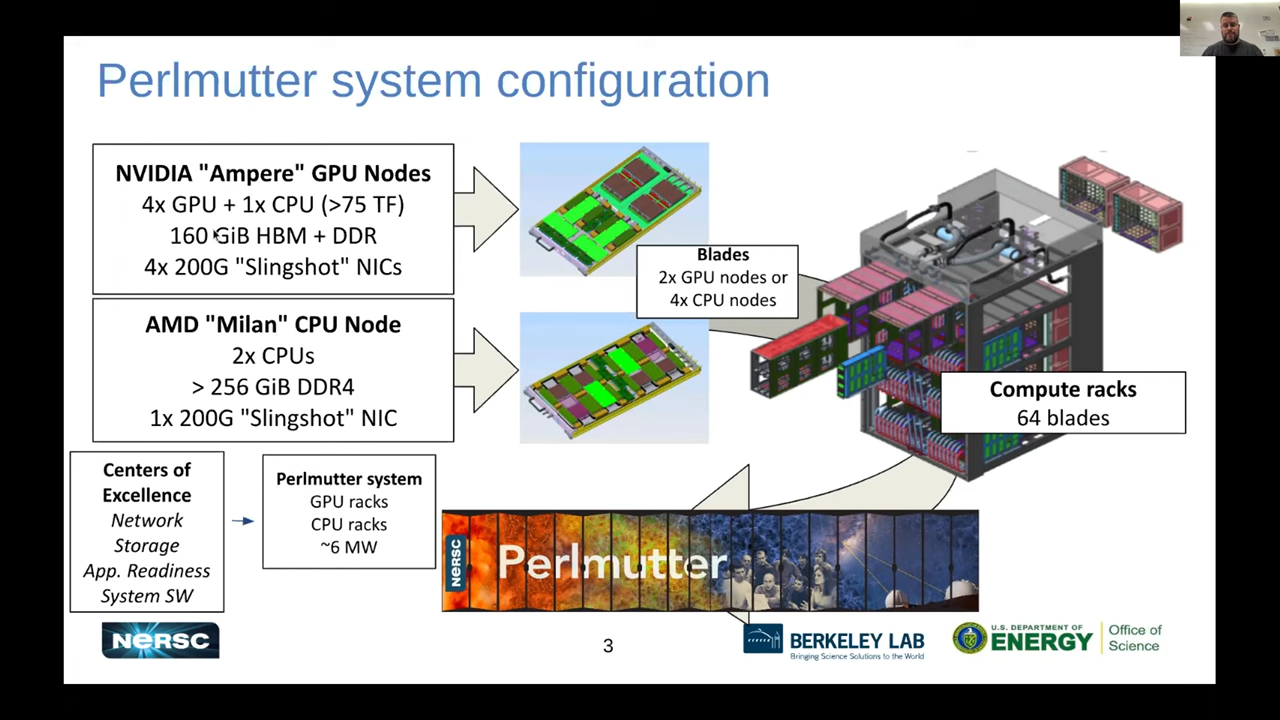 Perlmutter system configuration
NVIDIA "Ampere" GPU Nodes
4x GPU + 1x CPU (>75 TF)
160 GiB HBM + DDR
4x 200G "Slingshot" NICs
AMD "Milan" CPU Node
2x CPUs
> 256 GiB DDR4
1x 200G "Slingshot" NIC
Blades
2x GPU nodes or
4x CPU nodes
Compute racks
64 blades
Centers of
Excellence
Network
Storage
App. Readiness
System SW
Perlmutter system
GPU racks
CPU racks
~6 MW
NERSC
Perlmutter
NERSC
3
BERKELEY LAB
Bringing Science Solutions to the World
U.S. DEPARTMENT OF
ENERGY
Office of
Science